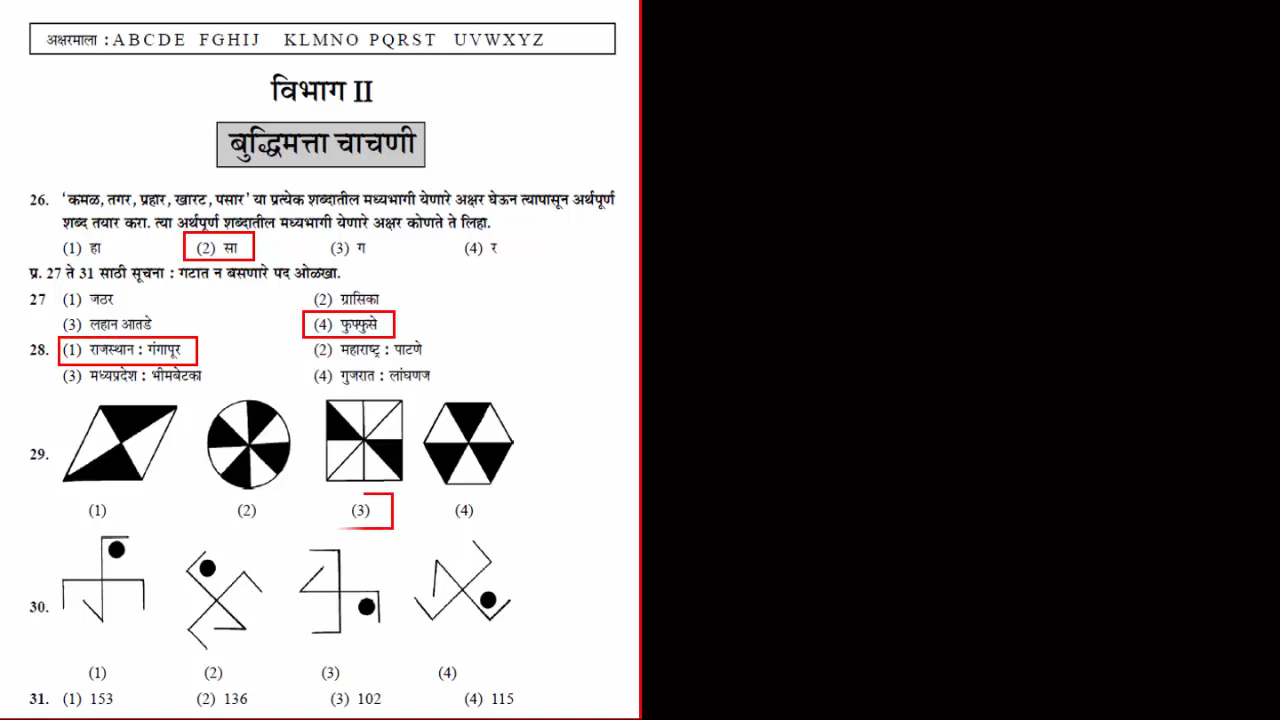 अक्षरमाला : A B C D E F G H I J K L M N O P Q R S T U V W X Y Z
विभाग II
बुद्धिमत्ता चाचणी
26. ‘कमळ, तगर, प्रहार, खारट, पसार’ या प्रत्येक शब्दातील मध्यभागी येणारे अक्षर घेऊन त्यापासून अर्थपूर्ण
शब्द तयार करा. त्या अर्थपूर्ण शब्दातील मध्यभागी येणारे अक्षर कोणते ते लिहा.
(1) हा (2) सा (3) ग (4) र
प्र. 27 ते 31 साठी सूचना : गटात न बसणारे पद ओळखा.
27 (1) जठर (2) ग्रासिका
(3) लहान आतडे (4) फुफ्फुसे
28. (1) राजस्थान : गंगापूर (2) महाराष्ट्र : पाटणे
(3) मध्यप्रदेश : भीमबेटका (4) गुजरात : लांघणज
29.
(1) (2) (3) (4)
30.
(1) (2) (3) (4)
31. (1) 153 (2) 136 (3) 102 (4) 115